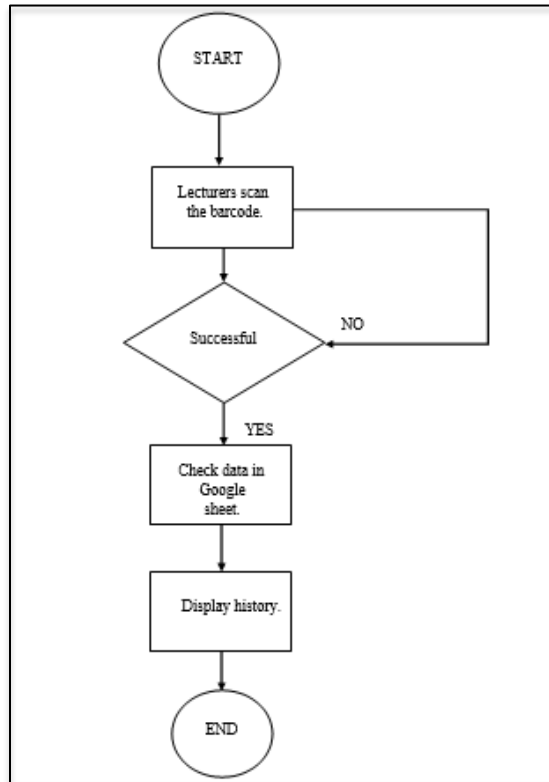 START
Lecturers scan
the barcode.
Successful
NO
YES
Check data in
Google
sheet.
Display history.
END